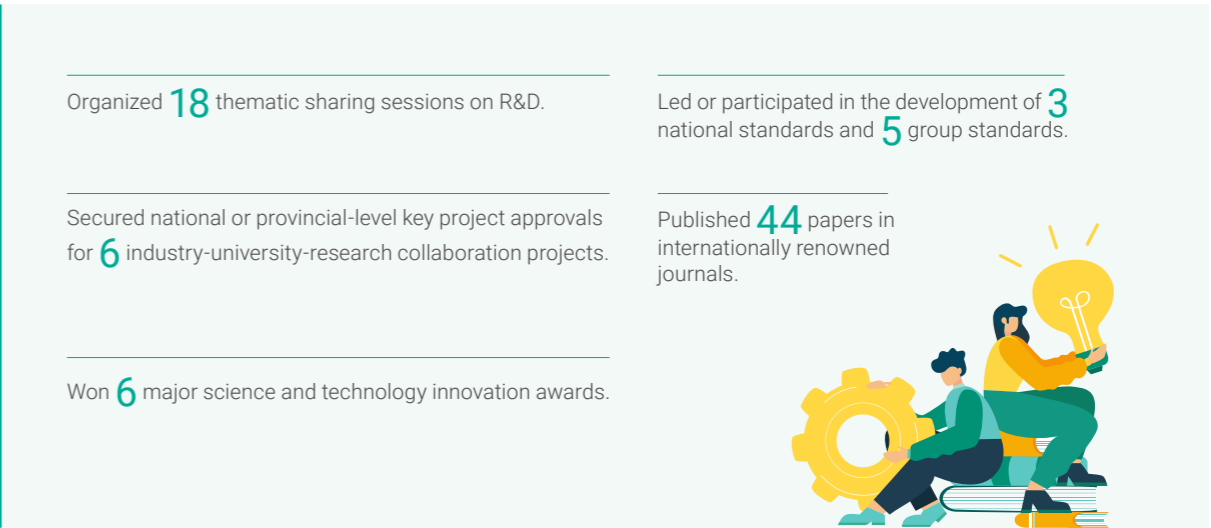 Organized 18 thematic sharing sessions on R&D.
Led or participated in the development of 3
national standards and 5 group standards.
Secured national or provincial-level key project approvals
for 6 industry-university-research collaboration projects.
Published 44 papers in
internationally renowned
journals.
Won 6 major science and technology innovation awards.